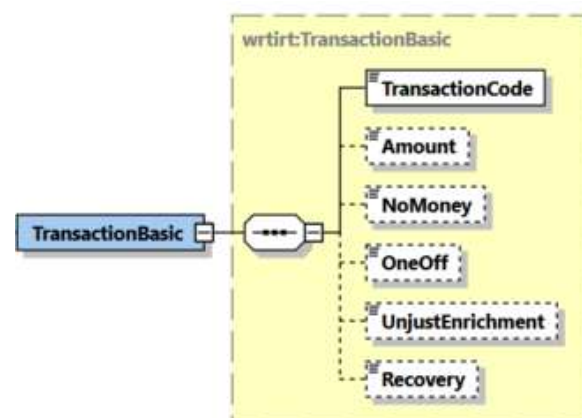 wrtirt:TransactionBasic
TransactionCode
Amount
NoMoney
TransactionBasic
OneOff
UnjustEnrichment
Recovery